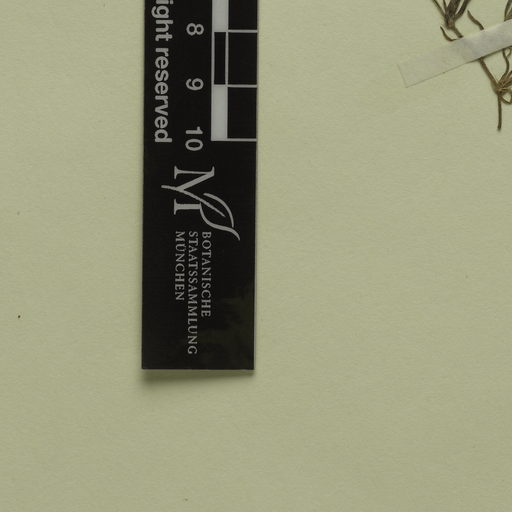 ight reserved
8 9 10
BOTANISCHE
STAATSSAMMLUNG
MÜNCHEN